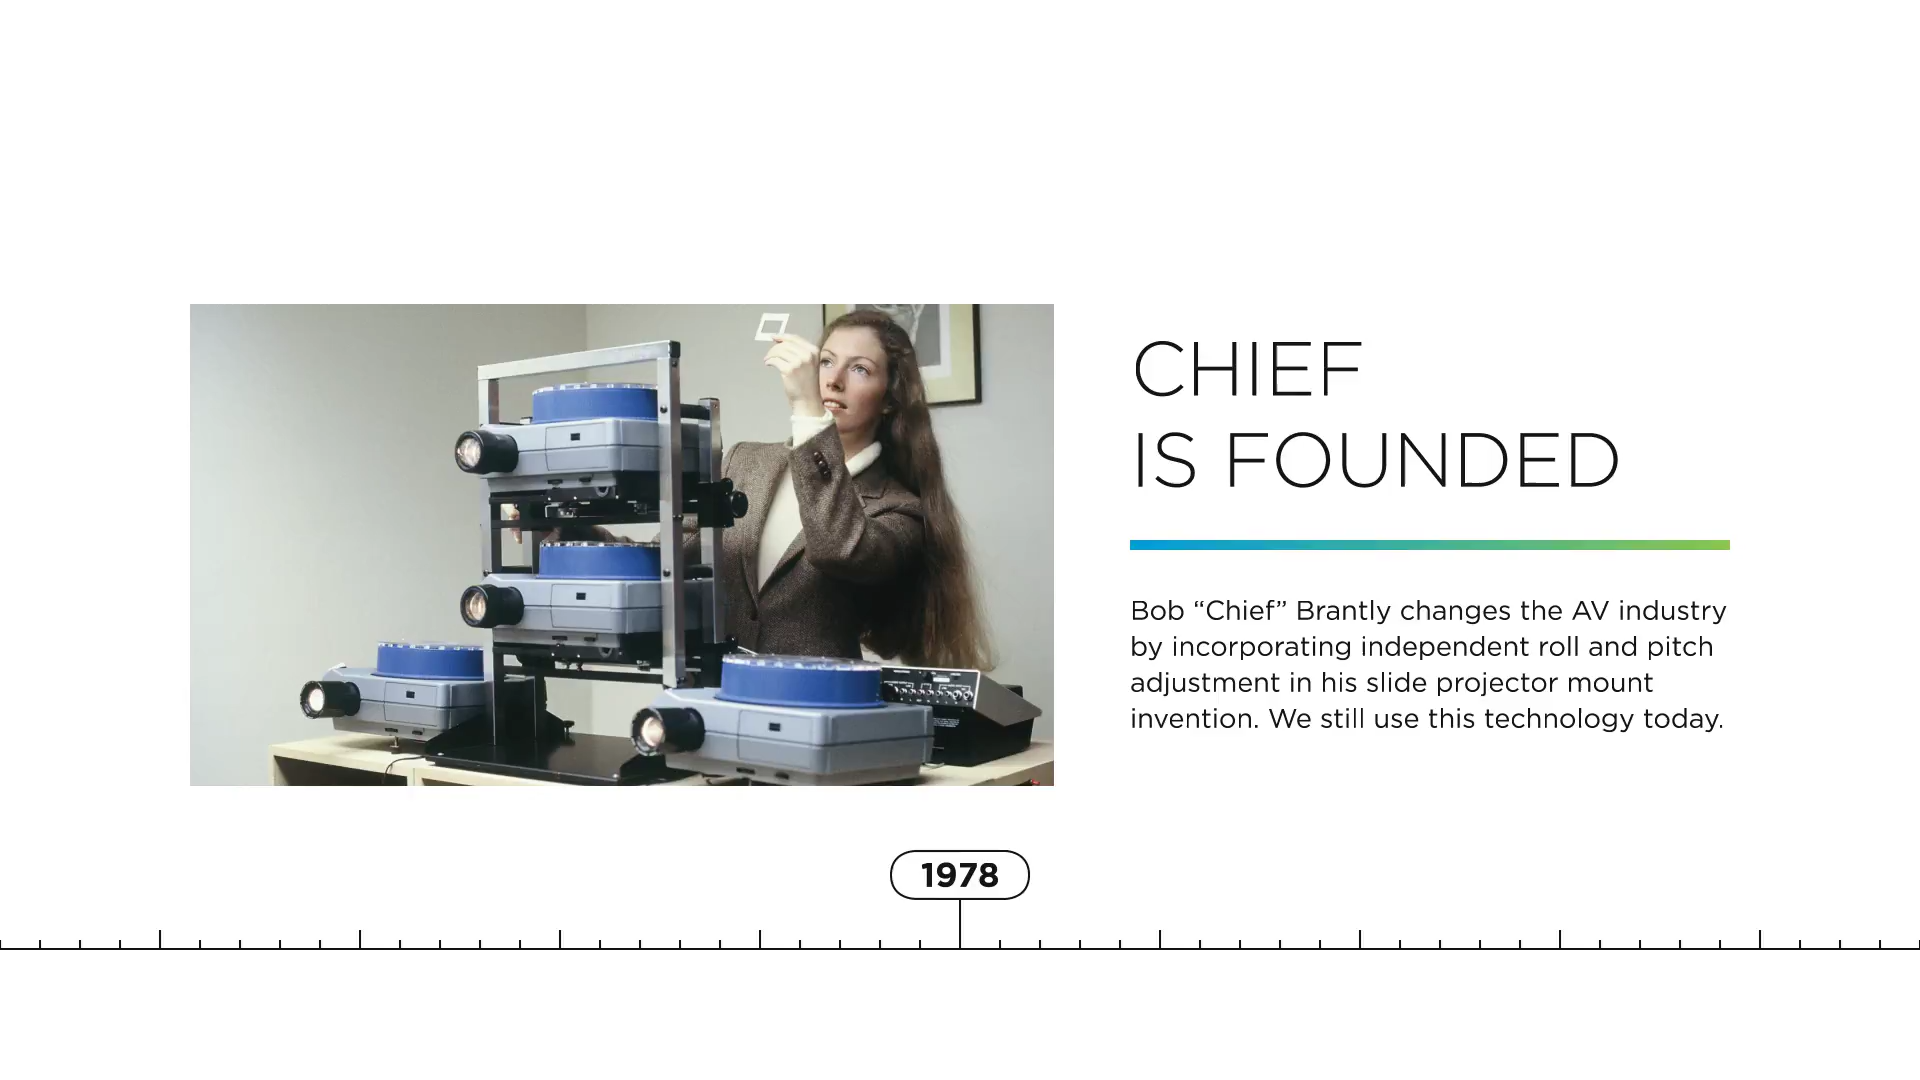 CHIEF
IS FOUNDED
Bob “Chief” Brantly changes the AV industry
by incorporating independent roll and pitch
adjustment in his slide projector mount
invention. We still use this technology today.
1978